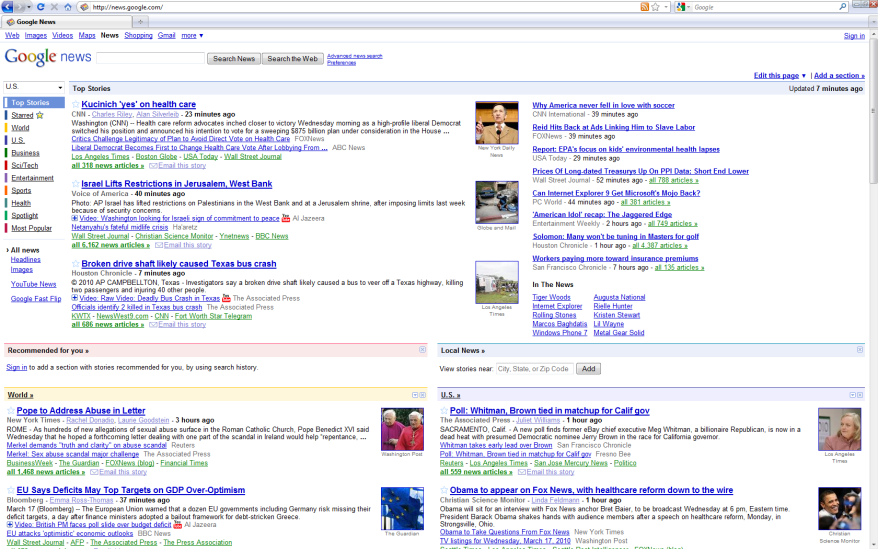 http://news.google.com/
Google
Google News
Web Images Videos Maps News Shopping Gmail more ▼
Sign in
Google news
Search News
Search the Web
Advanced news search
Preferences
Edit this page ▼ | Add a section »
U.S.
Top Stories
Updated 7 minutes ago
Top Stories
Starred
World
U.S.
Business
Sci/Tech
Entertainment
Sports
Health
Spotlight
Most Popular
› All news
Headlines
Images
YouTube News
Google Fast Flip
Kucinich 'yes' on health care
CNN - Charles Riley, Alan Silverleib - 23 minutes ago
Washington (CNN) -- Health care reform advocates inched closer to victory Wednesday morning as a high-profile liberal Democrat
switched his position and announced his intention to vote for a sweeping $875 billion plan under consideration in the House ...
Critics Challenge Legitimacy of Plan to Avoid Direct Vote on Health Care FOXNews
Liberal Democrat Becomes First to Change Health Care Vote After Lobbying From ... ABC News
Los Angeles Times - Boston Globe - USA Today - Wall Street Journal
all 318 news articles » Email this story
New York Daily
News
Israel Lifts Restrictions in Jerusalem, West Bank
Voice of America - 40 minutes ago
Photo: AP Israel has lifted restrictions on Palestinians in the West Bank and at a Jerusalem shrine, after imposing limits last week
because of security concerns.
Video: Washington looking for Israeli sign of commitment to peace Al Jazeera
Netanyahu's fateful midlife crisis Ha'aretz
Wall Street Journal - Christian Science Monitor - Ynetnews - BBC News
all 6,162 news articles » Email this story
Globe and Mail
Broken drive shaft likely caused Texas bus crash
Houston Chronicle - 7 minutes ago
© 2010 AP CAMPBELLTON, Texas - Investigators say a broken drive shaft likely caused a bus to veer off a Texas highway, killing
two passengers and injuring 40 other people.
Video: Raw Video: Deadly Bus Crash in Texas The Associated Press
Officials identify 2 killed in Texas bus crash The Associated Press
KWTX - NewsWest9.com - CNN - Fort Worth Star Telegram
all 686 news articles » Email this story
Los Angeles
Times
Why America never fell in love with soccer
CNN International - 39 minutes ago
Reid Hits Back at Ads Linking Him to Slave Labor
FOXNews - 39 minutes ago
Report: EPA's focus on kids' environmental health lapses
USA Today - 29 minutes ago
Prices Of Long-dated Treasurys Up On PPI Data; Short End Lower
Wall Street Journal - 52 minutes ago - all 788 articles »
Can Internet Explorer 9 Get Microsoft's Mojo Back?
PC World - 44 minutes ago - all 381 articles »
'American Idol' recap: The Jaggered Edge
Entertainment Weekly - 2 hours ago - all 749 articles »
Solomon: Many won't be tuning in Masters for golf
Houston Chronicle - 1 hour ago - all 4,387 articles »
Workers paying more toward insurance premiums
San Francisco Chronicle - 7 hours ago - all 135 articles »
In The News
Tiger Woods Augusta National
Internet Explorer Rielle Hunter
Rolling Stones Kristen Stewart
Marcos Baghdatis Lil Wayne
Windows Phone 7 Metal Gear Solid
Recommended for you »
Sign in to add a section with stories recommended for you, by using search history.
Local News »
View stories near: City, State, or Zip Code Add
World »
Pope to Address Abuse in Letter
New York Times - Rachel Donadio, Laurie Goodstein - 3 hours ago
ROME - As hundreds of new allegations of sexual abuse surface in the Roman Catholic Church, Pope Benedict XVI said
Wednesday that he hoped a forthcoming letter dealing with one part of the scandal in Ireland would help "repentance, ...
Merkel demands "truth and clarity" on abuse scandal Reuters
Merkel: Sex abuse scandal major challenge The Associated Press
BusinessWeek - The Guardian - FOXNews (blog) - Financial Times
all 1,468 news articles » Email this story
Washington Post
EU Says Deficits May Top Targets on GDP Over-Optimism
Bloomberg - Emma Ross-Thomas - 37 minutes ago
March 17 (Bloomberg) -- The European Union warned that a dozen EU governments including Germany risk missing their
deficit targets, a day after finance ministers adopted a bailout framework for debt-stricken Greece.
Video: British PM faces poll slide over budget deficit Al Jazeera
EU attacks 'optimistic' economic outlooks BBC News
Wall Street Journal - AFP - The Associated Press - The Press Association
The Guardian
U.S. »
Poll: Whitman, Brown tied in matchup for Calif gov
The Associated Press - Juliet Williams - 1 hour ago
SACRAMENTO, Calif. - A new poll finds former eBay chief executive Meg Whitman, a billionaire Republican, is now in a
dead heat with presumed Democratic nominee Jerry Brown in the race for California governor.
Whitman takes early lead over Brown San Francisco Chronicle
Poll: Whitman, Brown tied in matchup for Calif gov Fresno Bee
Reuters - Los Angeles Times - San Jose Mercury News - Politico
all 559 news articles » Email this story
Los Angeles
Times
Obama to appear on Fox News, with healthcare reform down to the wire
Christian Science Monitor - Linda Feldmann - 1 hour ago
Obama will sit for an interview with Fox News anchor Bret Baier, to be broadcast Wednesday at 6 pm, Eastern time.
President Barack Obama shakes hands with audience members after a speech on healthcare reform, Monday, in
Strongsville, Ohio.
Obama to Take Questions From Fox News New York Times
TV listings for Wednesday, March 17, 2010 Washington Post
Christian
Science Monitor